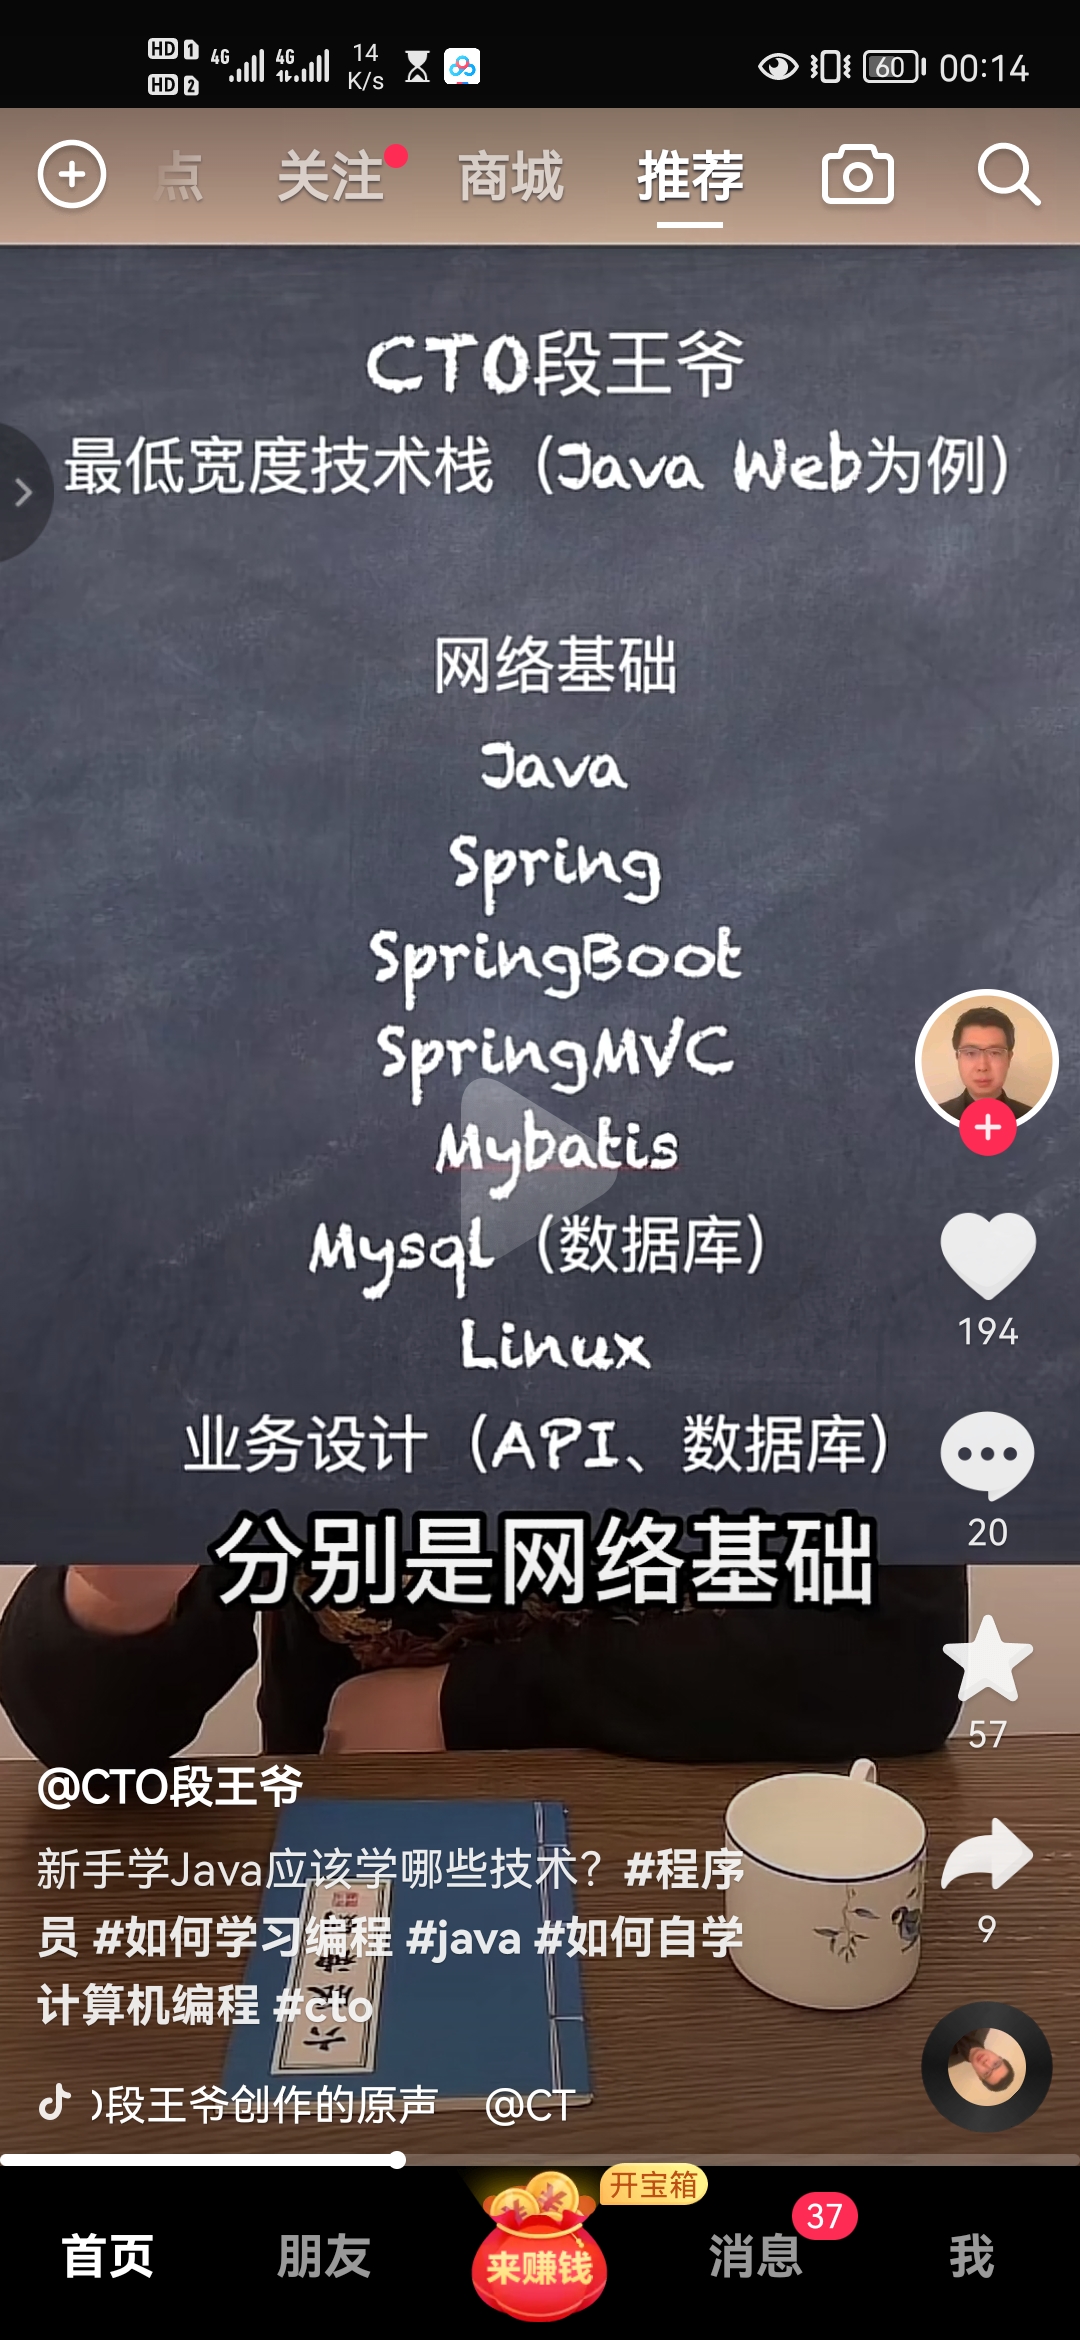 HD 1
HD 2
4G
4G
14
K/s
60
00:14
点
关注
商城
推荐
CTO段王爷
最低宽度技术栈（Java Web为例）
网络基础
Java
Spring
SpringBoot
SpringMVC
Mybatis
Mysql（数据库）
Linux
业务设计（API、数据库）
分别是网络基础
194
20
57
9
@CTO段王爷
新手学Java应该学哪些技术？#程序
员 #如何学习编程 #java #如何自学
计算机编程 #cto
段王爷创作的原声 @CT
开宝箱
首页
朋友
来赚钱
消息
37
我